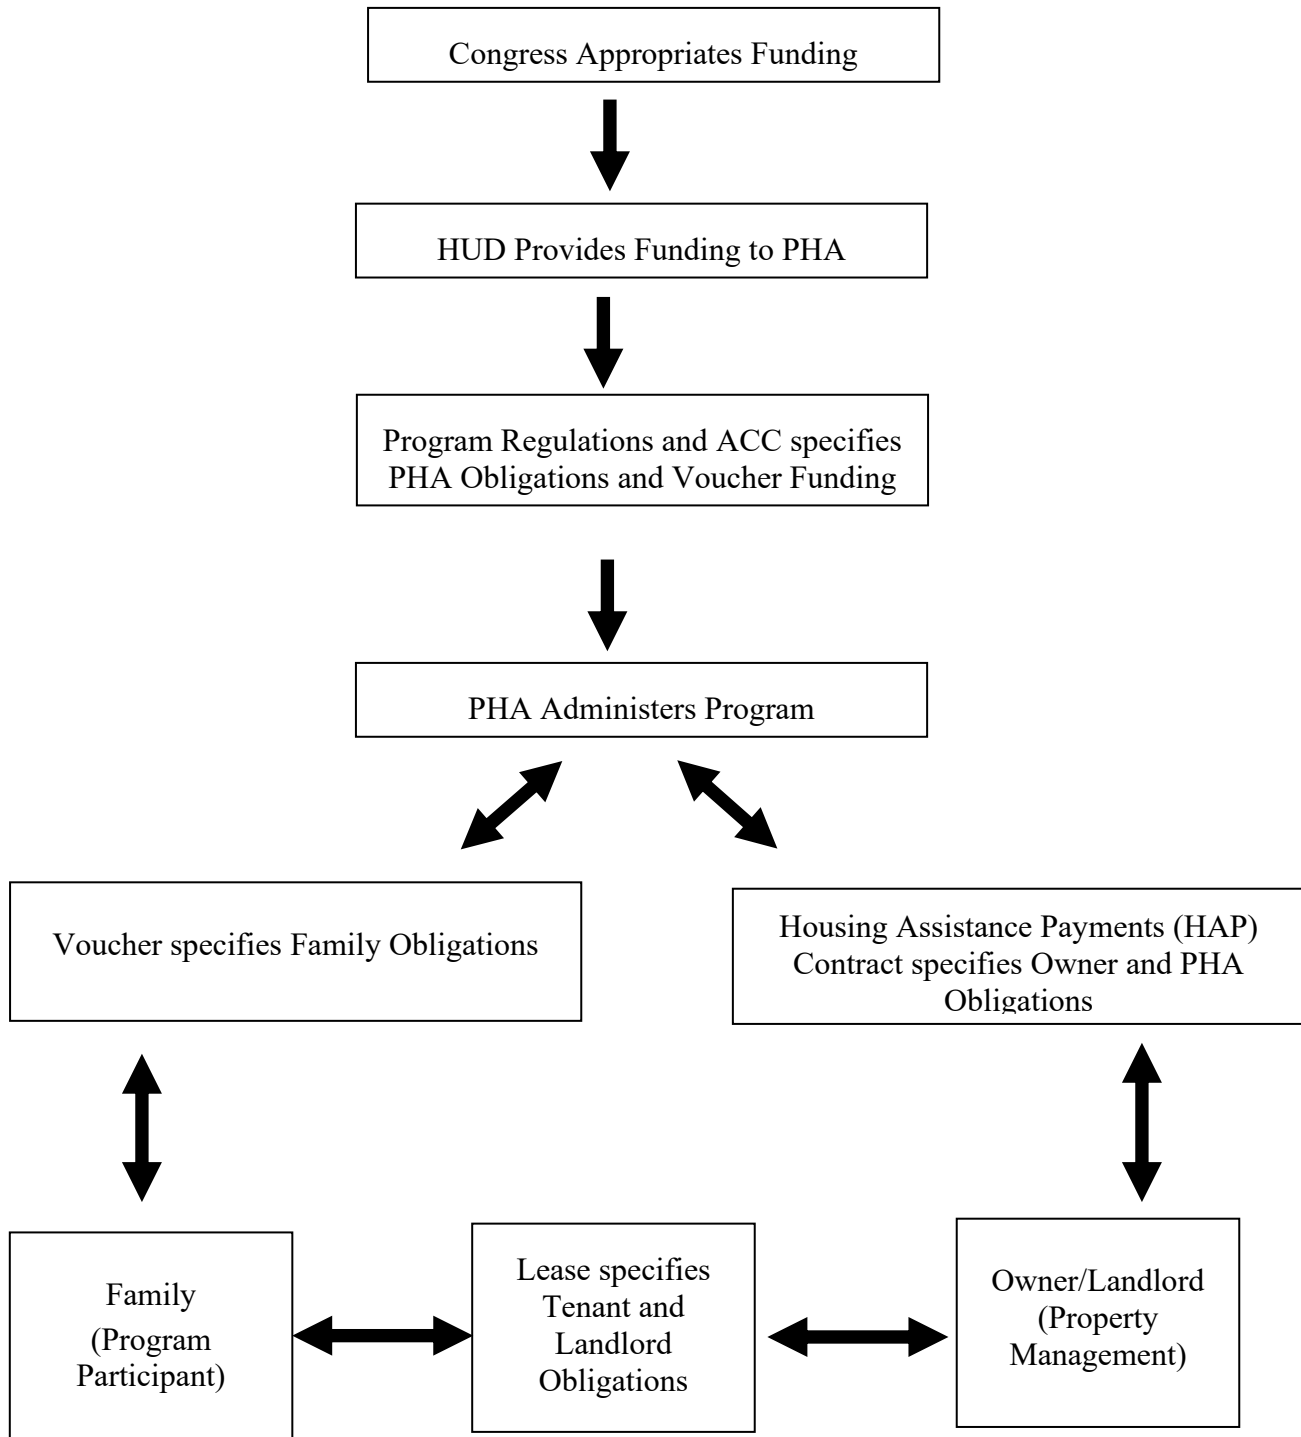 Congress Appropriates Funding
HUD Provides Funding to PHA
Program Regulations and ACC specifies
PHA Obligations and Voucher Funding
PHA Administers Program
Voucher specifies Family Obligations
Housing Assistance Payments (HAP)
Contract specifies Owner and PHA
Obligations
Family
(Program
Participant)
Lease specifies
Tenant and
Landlord
Obligations
Owner/Landlord
(Property
Management)